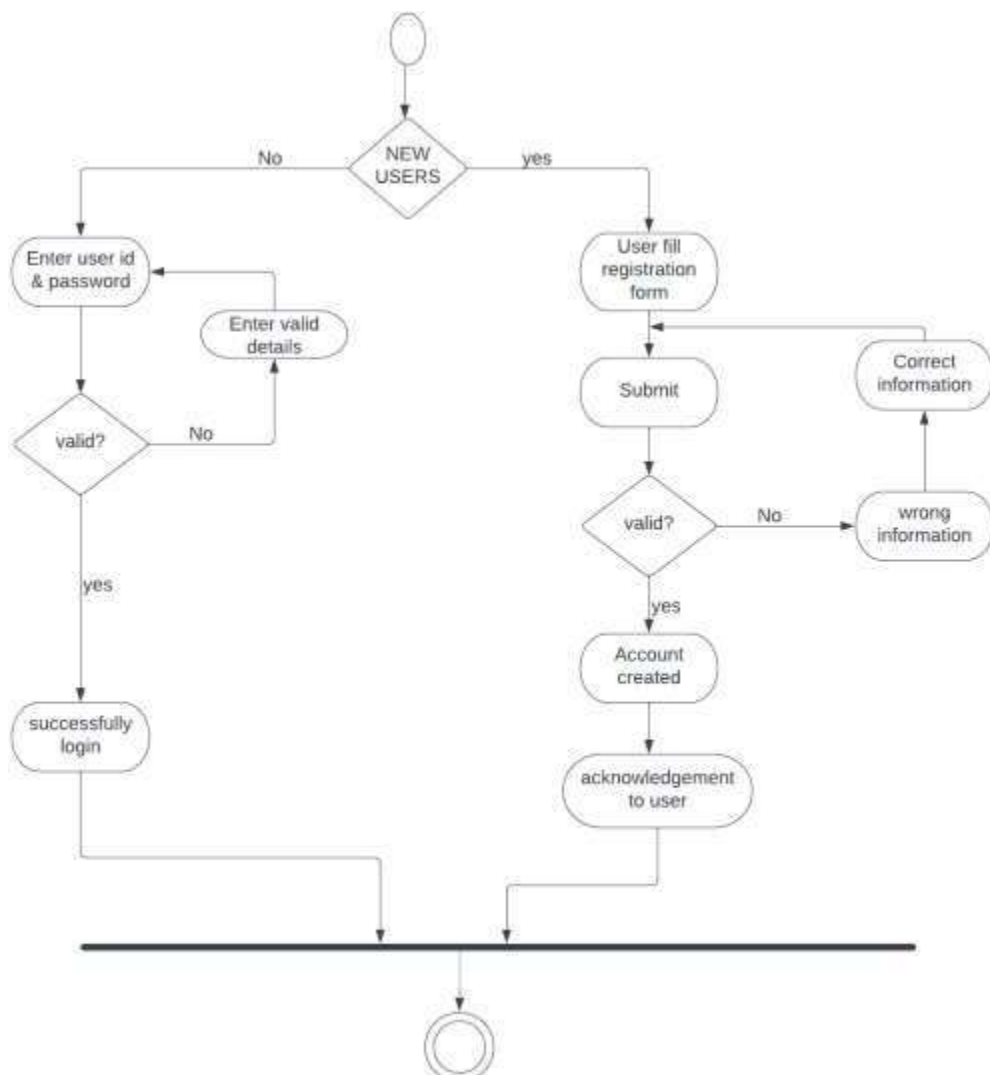 NEW
USERS
No
yes
Enter user id
& password
User fill
registration
form
Enter valid
details
Correct
information
Submit
valid?
No
valid?
No
wrong
information
yes
yes
Account
created
successfully
login
acknowledgement
to user